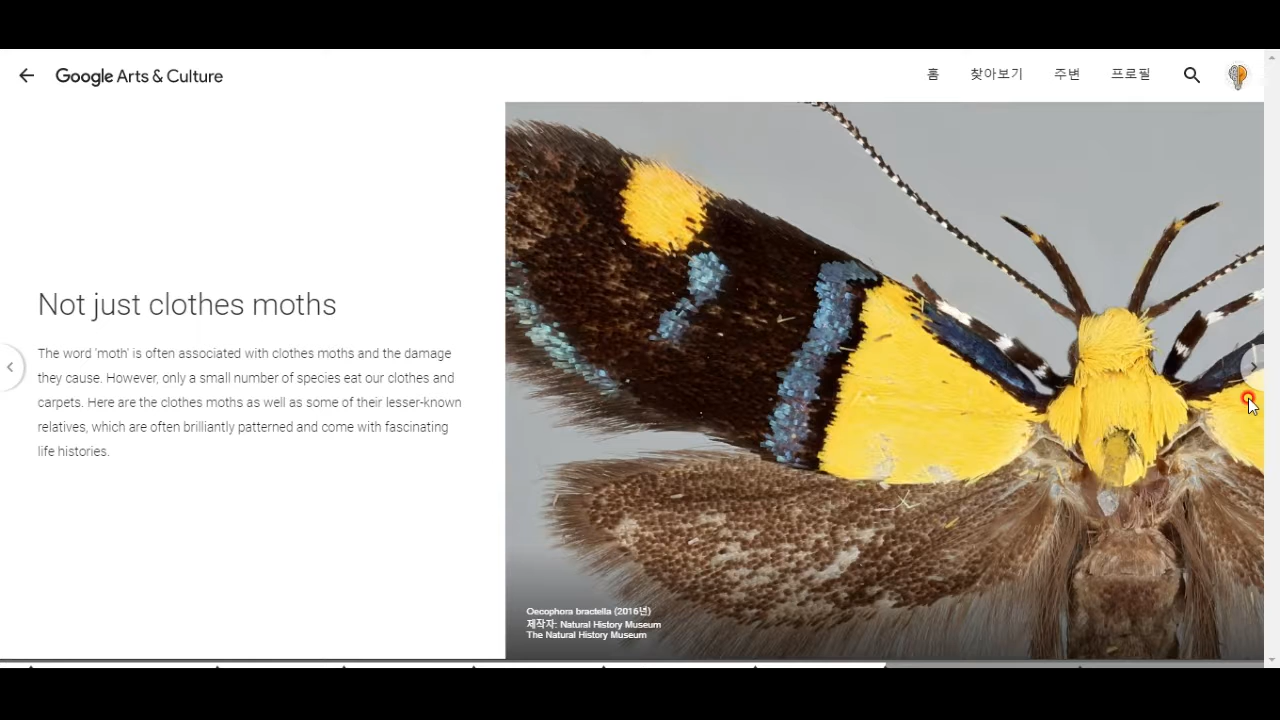 Google Arts & Culture
홈 찾아보기 주변 프로필
Not just clothes moths
The word 'moth' is often associated with clothes moths and the damage
they cause. However, only a small number of species eat our clothes and
carpets. Here are the clothes moths as well as some of their lesser-known
relatives, which are often brilliantly patterned and come with fascinating
life histories.
Oecophora bractella (2016년)
제작자: Natural History Museum
The Natural History Museum